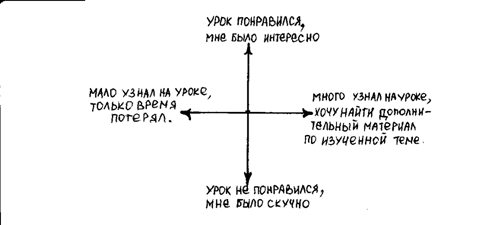 УРОК ПОНРАВИЛСЯ,
МНЕ БЫЛО ИНТЕРЕСНО
МАЛО УЗНАЛ НА УРОКЕ,
ТОЛЬКО ВРЕМЯ
ПОТЕРЯЛ.
МНОГО УЗНАЛ НА УРОКЕ,
ХОЧУ НАЙТИ ДОПОЛНИ-
ТЕЛЬНЫЙ МАТЕРИАЛ
ПО ИЗУЧЕННОЙ ТЕМЕ.
УРОК НЕ ПОНРАВИЛСЯ,
МНЕ БЫЛО СКУЧНО